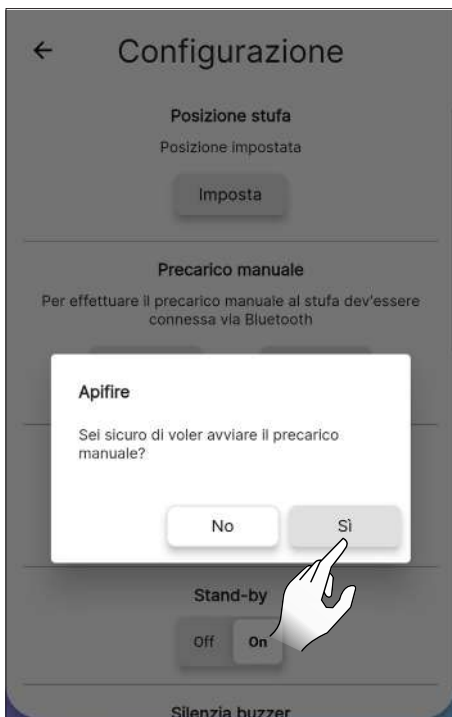 Configurazione
Posizione stufa
Posizione impostata
Imposta
Precarico manuale
Per effettuare il precarico manuale al stufa dev'essere
connessa via Bluetooth
Apifire
Sei sicuro di voler avviare il precarico
manuale?
No
Sì
Stand-by
Off
On
Silenzia buzzer